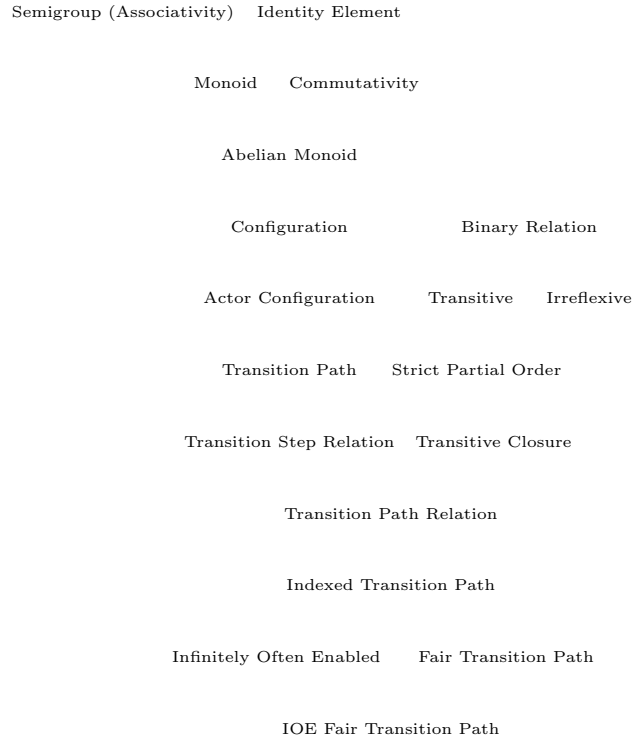 Semigroup (Associativity) Identity Element
Monoid Commutativity
Abelian Monoid
Configuration Binary Relation
Actor Configuration Transitive Irreflexive
Transition Path Strict Partial Order
Transition Step Relation Transitive Closure
Transition Path Relation
Indexed Transition Path
Infinitely Often Enabled Fair Transition Path
IOE Fair Transition Path